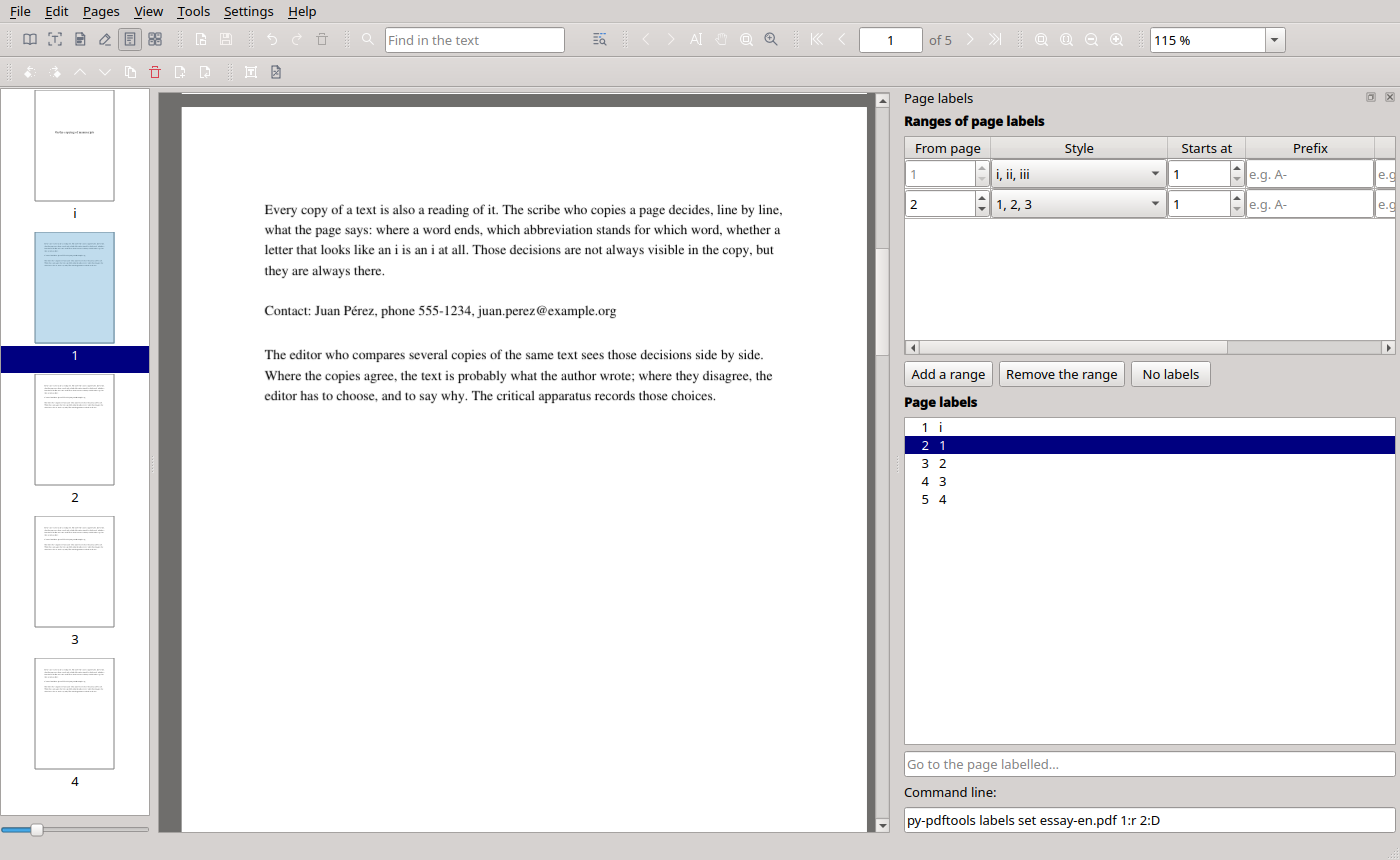 File Edit Pages View Tools Settings Help
Find in the text
1 of 5
115 %
i
1
2
3
4
Every copy of a text is also a reading of it. The scribe who copies a page decides, line by line,
what the page says: where a word ends, which abbreviation stands for which word, whether a
letter that looks like an i is an i at all. Those decisions are not always visible in the copy, but
they are always there.
Contact: Juan Pérez, phone 555-1234, juan.perez@example.org
The editor who compares several copies of the same text sees those decisions side by side.
Where the copies agree, the text is probably what the author wrote; where they disagree, the
editor has to choose, and to say why. The critical apparatus records those choices.
Page labels
Ranges of page labels
From page Style Starts at Prefix
1 i, ii, iii 1 e.g. A- e.g
2 1, 2, 3 1 e.g. A- e.g
Add a range Remove the range No labels
Page labels
1 i
2 1
3 2
4 3
5 4
Go to the page labelled...
Command line:
py-pdftools labels set essay-en.pdf 1:r 2:D